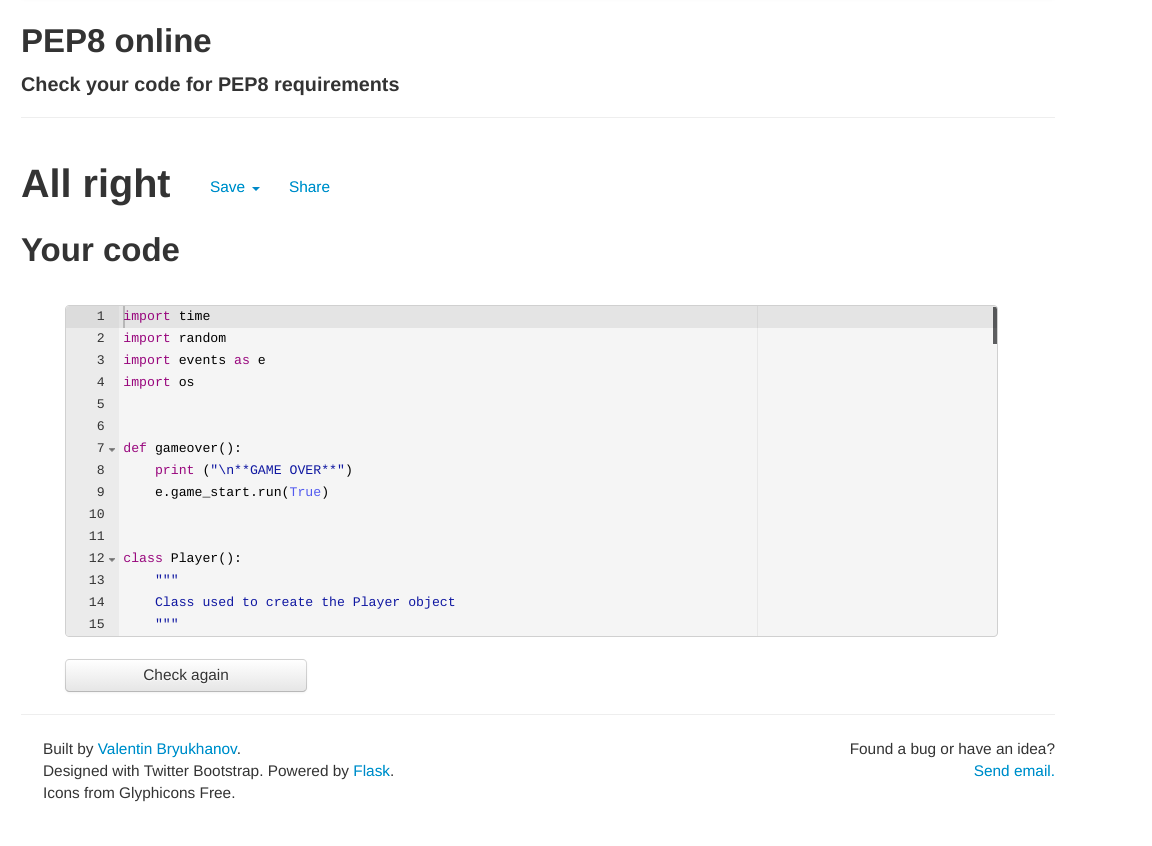 PEP8 online
Check your code for PEP8 requirements
All right Save Share
Your code
1 import time
2 import random
3 import events as e
4 import os
5
6
7 def gameover():
8     print ("\n**GAME OVER**")
9     e.game_start.run(True)
10
11
12 class Player():
13     """
14     Class used to create the Player object
15     """
Check again
Built by Valentin Bryukhanov.
Designed with Twitter Bootstrap. Powered by Flask.
Icons from Glyphicons Free.
Found a bug or have an idea?
Send email.